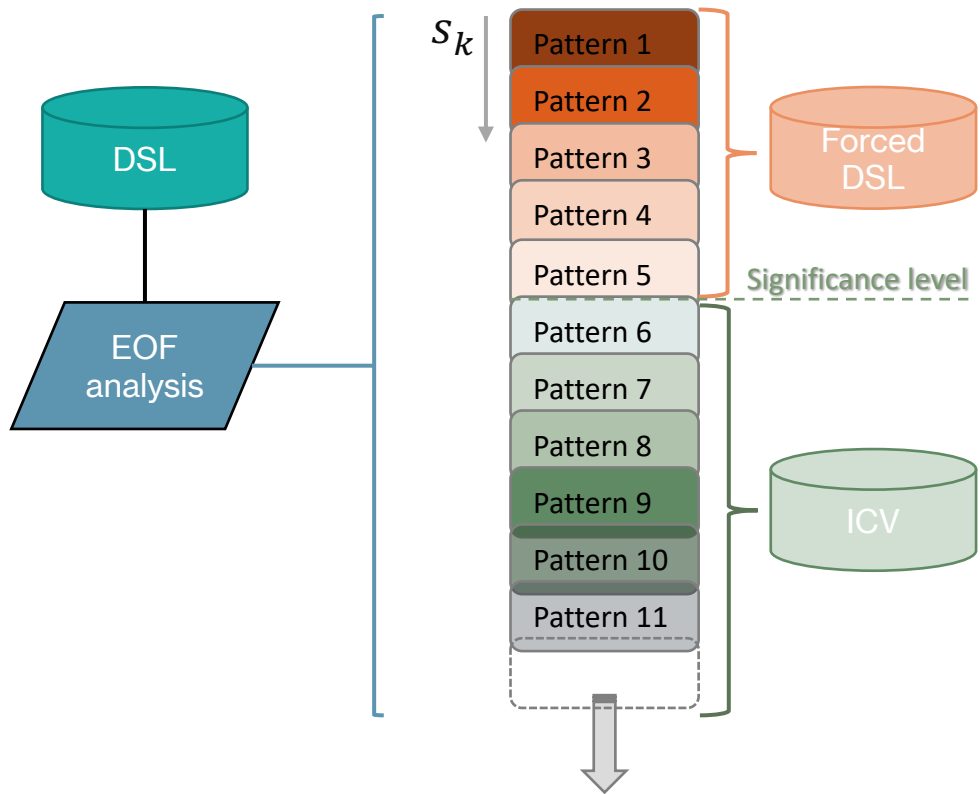 DSL
EOF
analysis
s_k
Pattern 1
Pattern 2
Pattern 3
Pattern 4
Pattern 5
Pattern 6
Pattern 7
Pattern 8
Pattern 9
Pattern 10
Pattern 11
Forced
DSL
Significance level
ICV